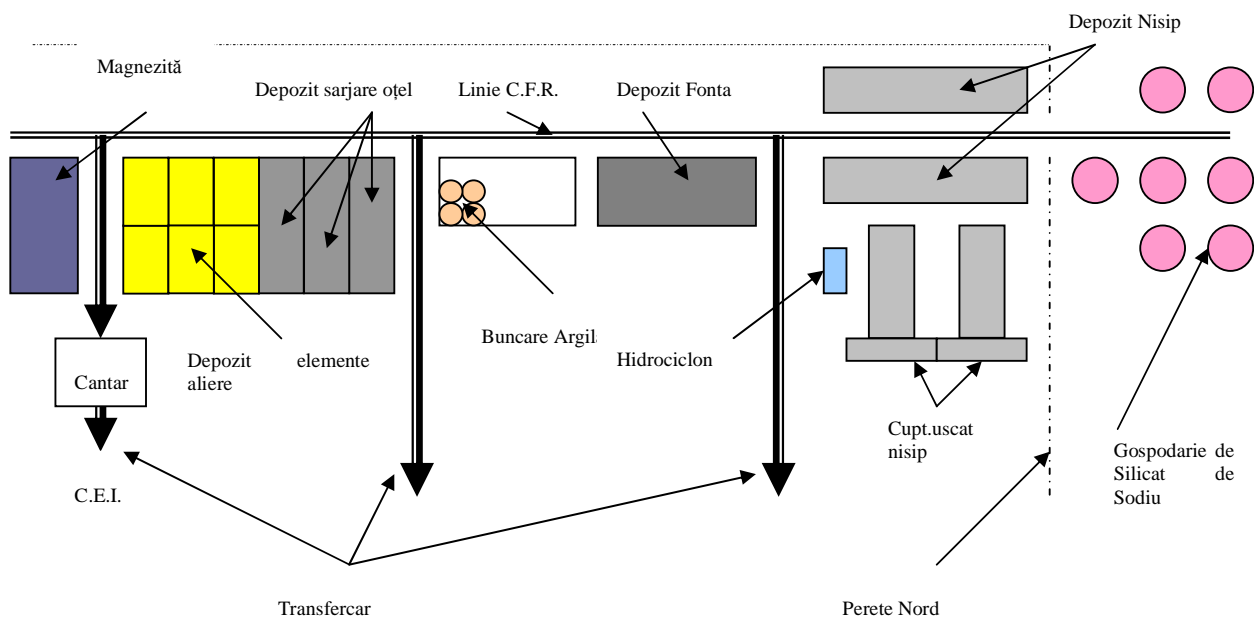 Depozit Nisip
Magnezită
Depozit sarjare oțel
Linie C.F.R.
Depozit Fonta
Buncare Argil
Hidrociclon
Depozit elemente
aliere
Cantar
Cupt.uscat
nisip
Gospodarie de
Silicat de
Sodiu
C.E.I.
Transfercar
Perete Nord